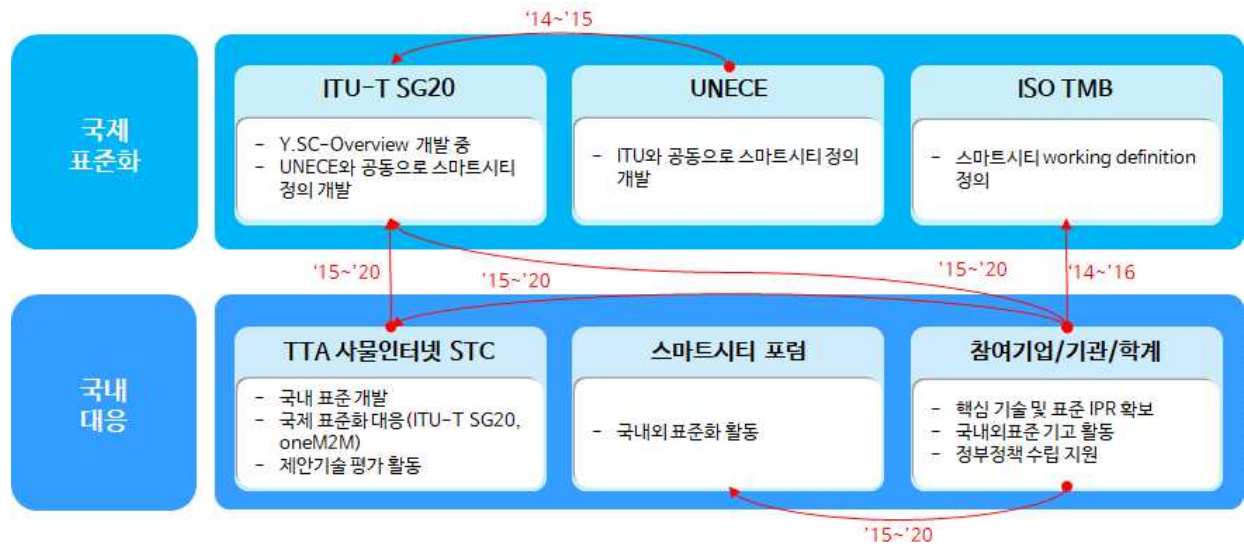 '14~'15
국제
표준화
ITU-T SG20
- Y.SC-Overview 개발 중
- UNECE와 공동으로 스마트시티
정의 개발
UNECE
- ITU와 공동으로 스마트시티 정의
개발
ISO TMB
- 스마트시티 working definition
정의
'15~'20
'15~'20
'15~'20
'14~'16
국내
대응
TTA 사물인터넷 STC
- 국내 표준 개발
- 국제 표준화 대응(ITU-T SG20,
oneM2M)
- 제안기술 평가 활동
스마트시티 포럼
- 국내외 표준화 활동
참여기업/기관/학계
- 핵심 기술 및 표준 IPR 확보
- 국내외표준 기고 활동
- 정부정책 수립 지원
'15~'20